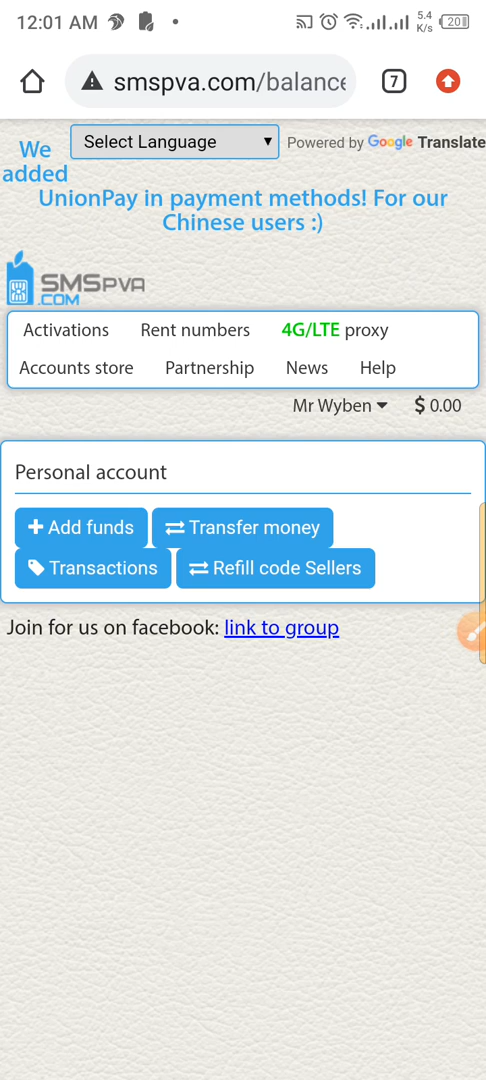 12:01 AM
5.4
K/s
20
smspva.com/balance
7
Select Language
Powered by Google Translate
We added
UnionPay in payment methods! For our
Chinese users :)
SMSPVA
.COM
Activations Rent numbers 4G/LTE proxy
Accounts store Partnership News Help
Mr Wyben $ 0.00
Personal account
Add funds Transfer money
Transactions Refill code Sellers
Join for us on facebook: link to group